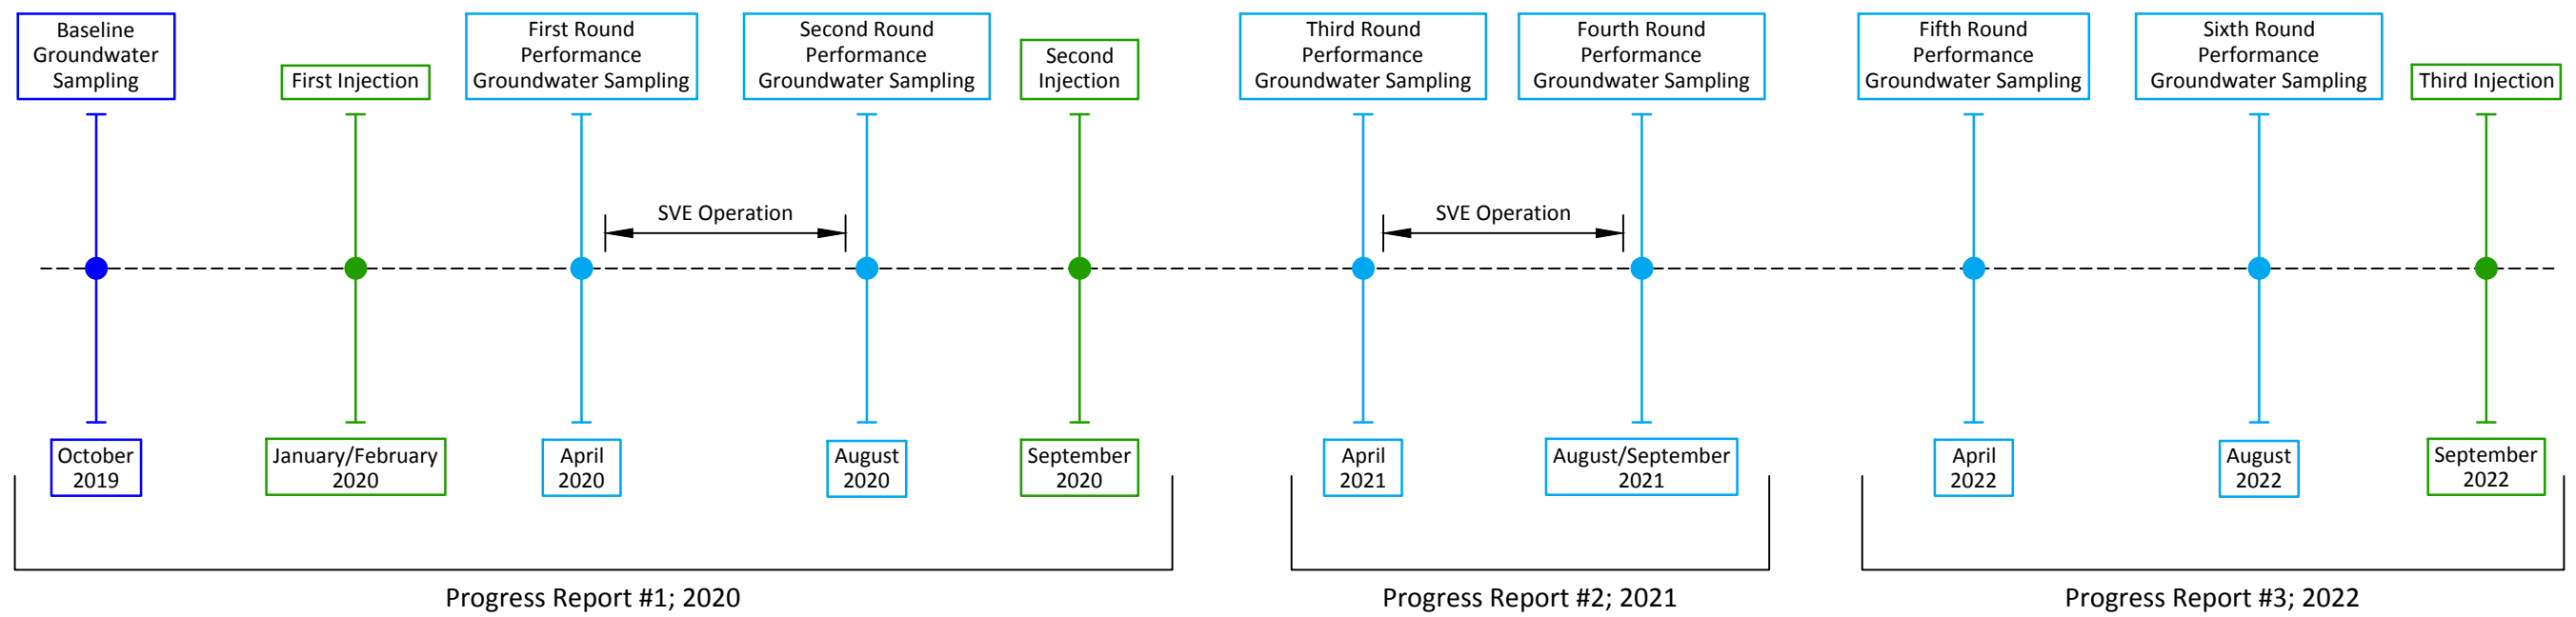 Baseline
Groundwater
Sampling
First Injection
First Round
Performance
Groundwater Sampling
Second Round
Performance
Groundwater Sampling
Second
Injection
Third Round
Performance
Groundwater Sampling
Fourth Round
Performance
Groundwater Sampling
Fifth Round
Performance
Groundwater Sampling
Sixth Round
Performance
Groundwater Sampling
Third Injection
SVE Operation
SVE Operation
October
2019
January/February
2020
April
2020
August
2020
September
2020
April
2021
August/September
2021
April
2022
August
2022
September
2022
Progress Report #1; 2020
Progress Report #2; 2021
Progress Report #3; 2022